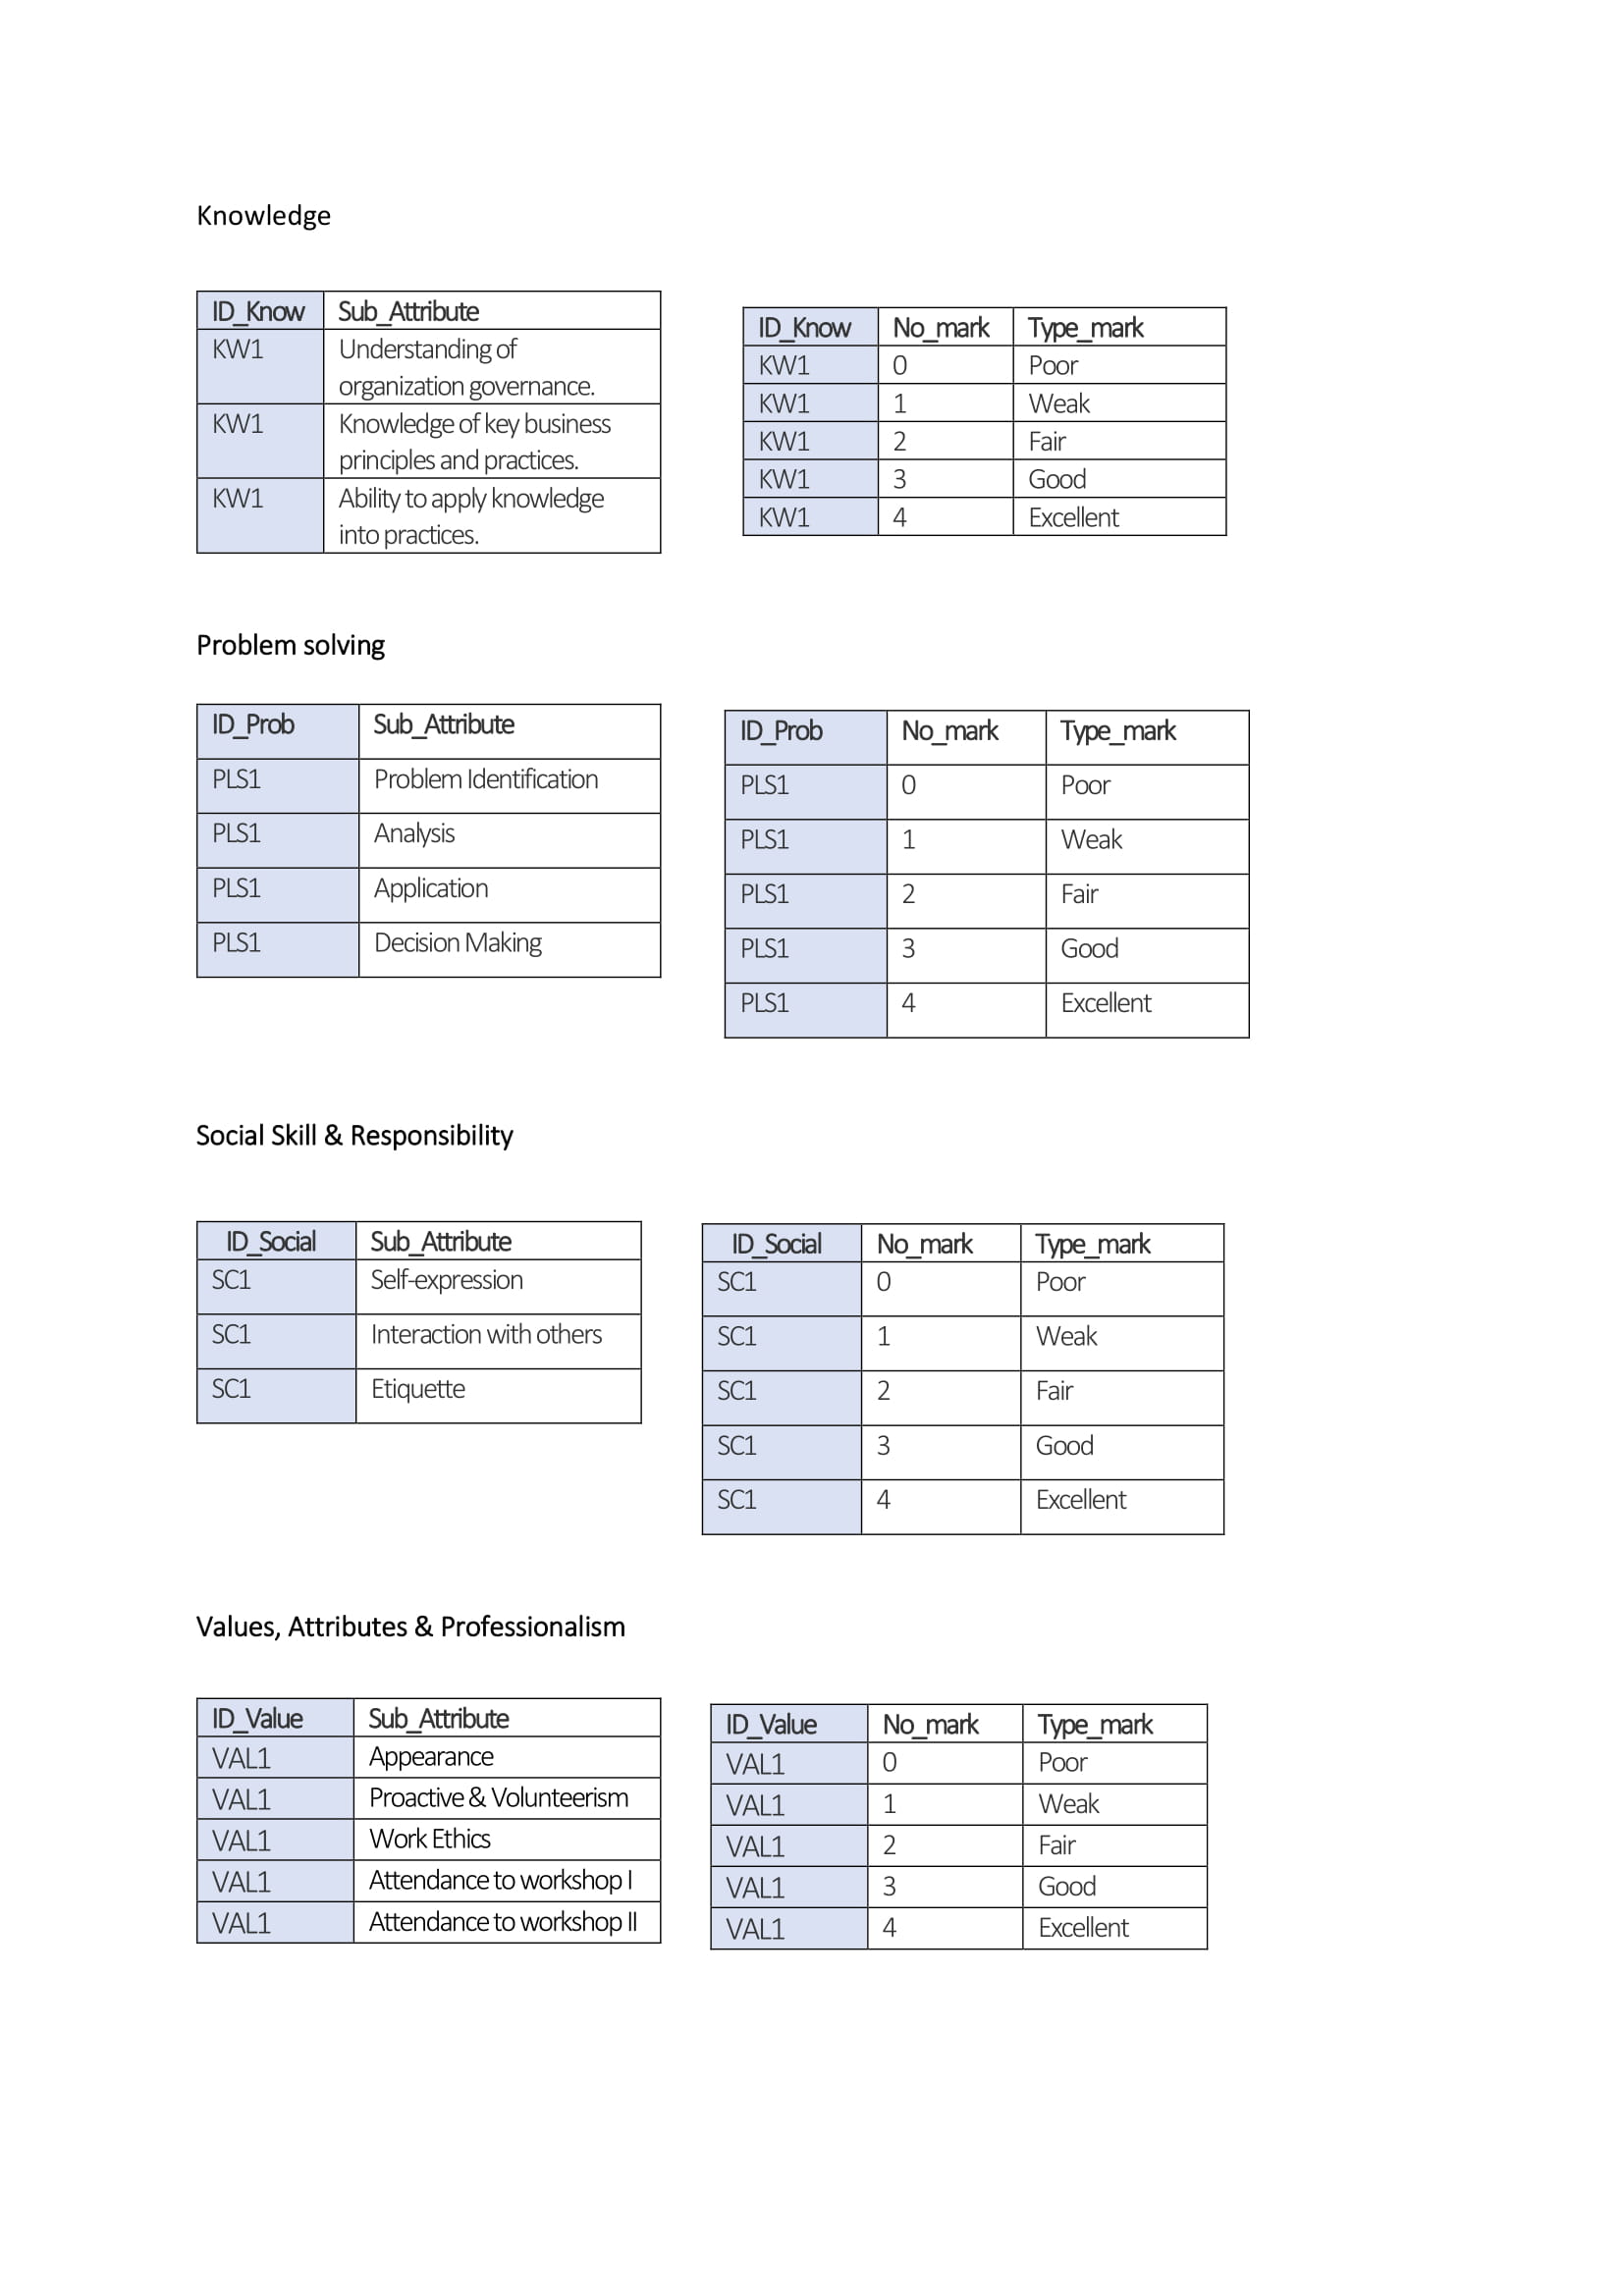 Knowledge
ID_Know Sub_Attribute
KW1 Understanding of
organization governance.
KW1 Knowledge of key business
principles and practices.
KW1 Ability to apply knowledge
into practices.
ID_Know No_mark Type_mark
KW1 0 Poor
KW1 1 Weak
KW1 2 Fair
KW1 3 Good
KW1 4 Excellent
Problem solving
ID_Prob Sub_Attribute
PLS1 Problem Identification
PLS1 Analysis
PLS1 Application
PLS1 Decision Making
ID_Prob No_mark Type_mark
PLS1 0 Poor
PLS1 1 Weak
PLS1 2 Fair
PLS1 3 Good
PLS1 4 Excellent
Social Skill & Responsibility
ID_Social Sub_Attribute
SC1 Self-expression
SC1 Interaction with others
SC1 Etiquette
ID_Social No_mark Type_mark
SC1 0 Poor
SC1 1 Weak
SC1 2 Fair
SC1 3 Good
SC1 4 Excellent
Values, Attributes & Professionalism
ID_Value Sub_Attribute
VAL1 Appearance
VAL1 Proactive & Volunteerism
VAL1 Work Ethics
VAL1 Attendance to workshop I
VAL1 Attendance to workshop II
ID_Value No_mark Type_mark
VAL1 0 Poor
VAL1 1 Weak
VAL1 2 Fair
VAL1 3 Good
VAL1 4 Excellent